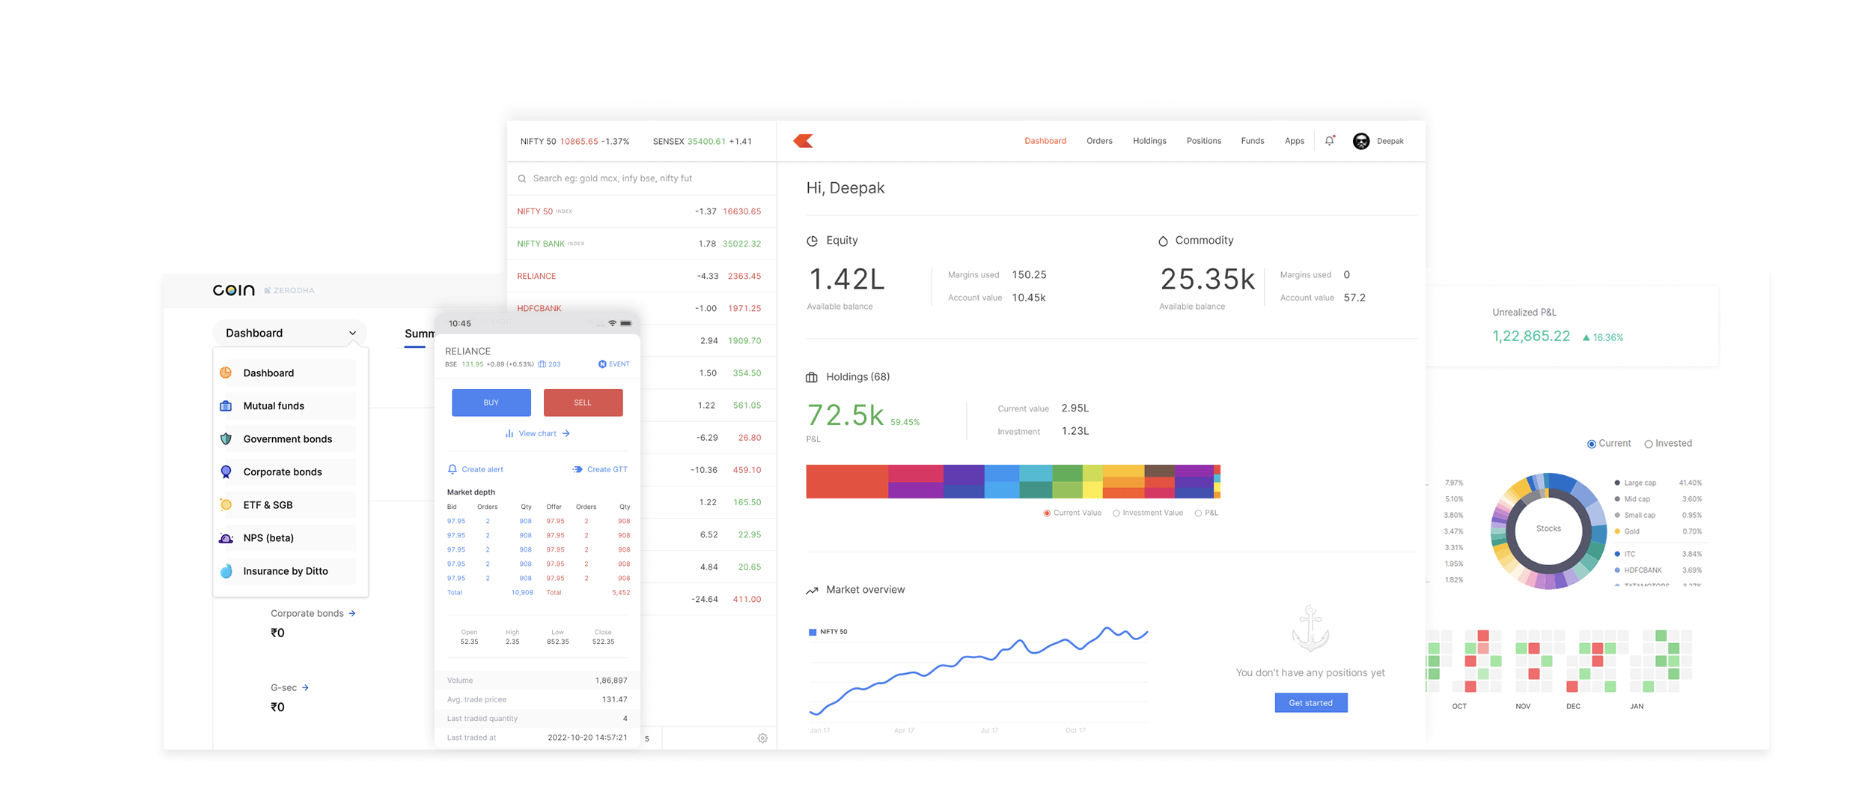 NIFTY 50 10865.65 -1.37% SENSEX 35400.61 +1.41
Dashboard Orders Holdings Positions Funds Apps Deepak
Search eg: gold mcx, infy bse, nifty fut
NIFTY 50 INDEX -1.37 16630.65
NIFTY BANK INDEX 1.78 35022.32
RELIANCE -4.33 2363.45
HDFCBANK -1.00 1971.25
2.94 1909.70
1.50 354.50
1.22 561.05
-6.29 26.80
-10.36 459.10
1.22 165.50
6.52 22.95
4.84 20.65
-24.64 411.00
5
Hi, Deepak
Equity
1.42L
Available balance
Margins used 150.25
Account value 10.45k
Commodity
25.35k
Available balance
Margins used 0
Account value 57.2
Holdings (68)
72.5k 59.45%
P&L
Current value 2.95L
Investment 1.23L
Current Value Investment Value P&L
Market overview
NIFTY 50
Jan 17 Apr 17 Jul 17 Oct 17
You don't have any positions yet
Get started
COIN ZERODHA
Dashboard
Summ
Dashboard
Mutual funds
Government bonds
Corporate bonds
ETF & SGB
NPS (beta)
Insurance by Ditto
Corporate bonds →
₹0
G-sec →
₹0
10:45
RELIANCE
BSE 131.95 +0.89 (+0.53%) 203 EVENT
BUY SELL
View chart →
Create alert Create GTT
Market depth
Bid Orders Qty Offer Orders Qty
97.95 2 908 97.95 2 908
97.95 2 908 97.95 2 908
97.95 2 908 97.95 2 908
97.95 2 908 97.95 2 908
97.95 2 908 97.95 2 908
Total 10,908 Total 5,452
Open High Low Close
52.35 2.35 852.35 522.35
Volume 1,86,897
Avg. trade pricee 131.47
Last traded quantity 4
Last traded at 2022-10-20 14:57:21
Unrealized P&L
1,22,865.22 ▲ 16.36%
Current Invested
7.97%
5.10%
3.80%
3.47%
3.31%
1.95%
1.82%
Stocks
Large cap 41.40%
Mid cap 3.60%
Small cap 0.95%
Gold 0.70%
ITC 3.84%
HDFCBANK 3.69%
OCT NOV DEC JAN